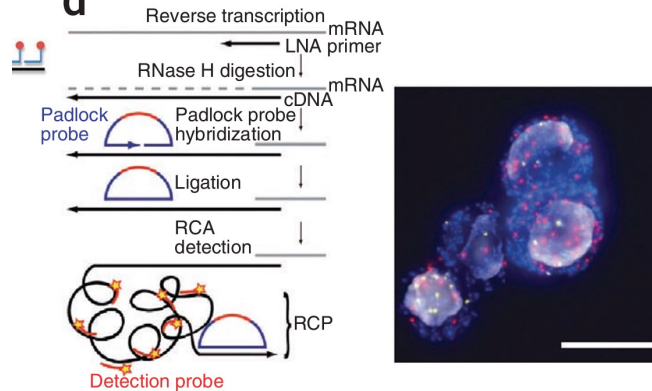 d
Reverse transcription
mRNA
LNA primer
RNase H digestion
mRNA
cDNA
Padlock
probe
Padlock probe
hybridization
Ligation
RCA
detection
RCP
Detection probe